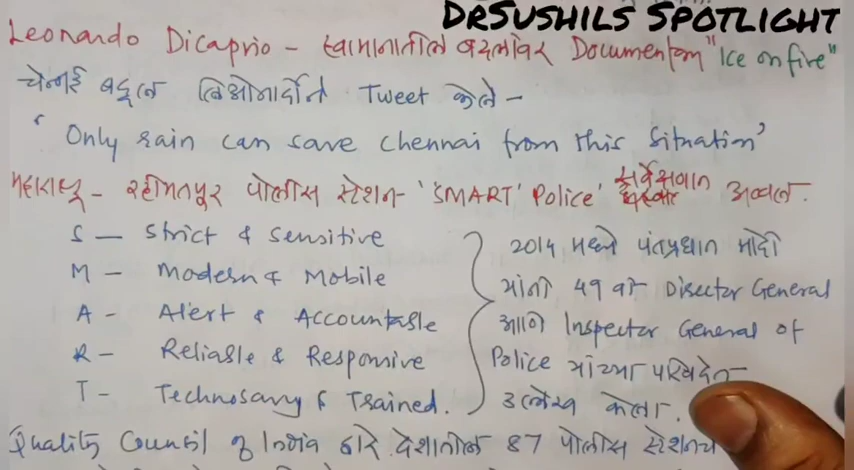 DRSUSHILS SPOTLIGHT
Leonardo Dicaprio - हवामानातील बदलांवर Documentary "Ice on fire"
चेन्नई बद्दल लिओनार्दोने Tweet केले -
'Only rain can save Chennai from this situation'
महाराष्ट्र - रहीमतपूर पोलीस स्टेशन - 'SMART' Police' सर्वेक्षणात अव्वल.
S - Strict & Sensitive
M - Modern & Mobile
A - Alert & Accountable
R - Reliable & Responsive
T - Technosavy & Trained.
2014 मध्ये पंतप्रधान मोदी
यांनी 49 व्या Director General
आणि Inspector General of
Police यांच्या परिषदेत
उल्लेख केला.
Quality Council of India द्वारे देशातील 87 पोलीस